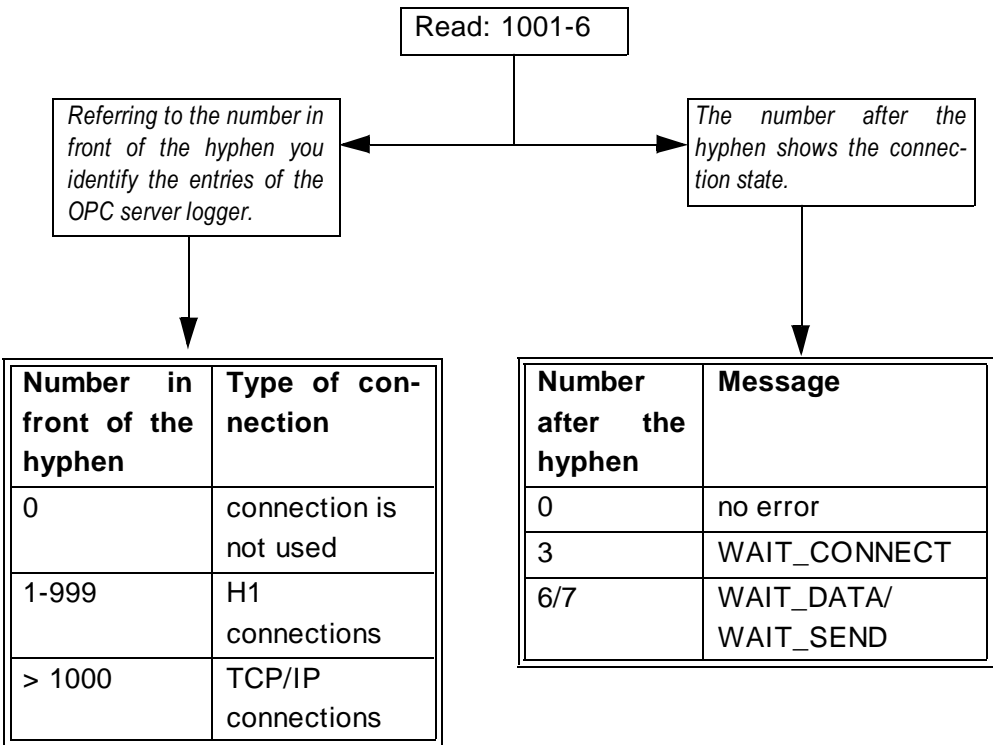 Read: 1001-6
Referring to the number in
front of the hyphen you
identify the entries of the
OPC server logger.
The number after the
hyphen shows the connec-
tion state.
Number in
front of the
hyphen
Type of con-
nection
0
connection is
not used
1-999
H1
connections
> 1000
TCP/IP
connections
Number
after the
hyphen
Message
0
no error
3
WAIT_CONNECT
6/7
WAIT_DATA/
WAIT_SEND